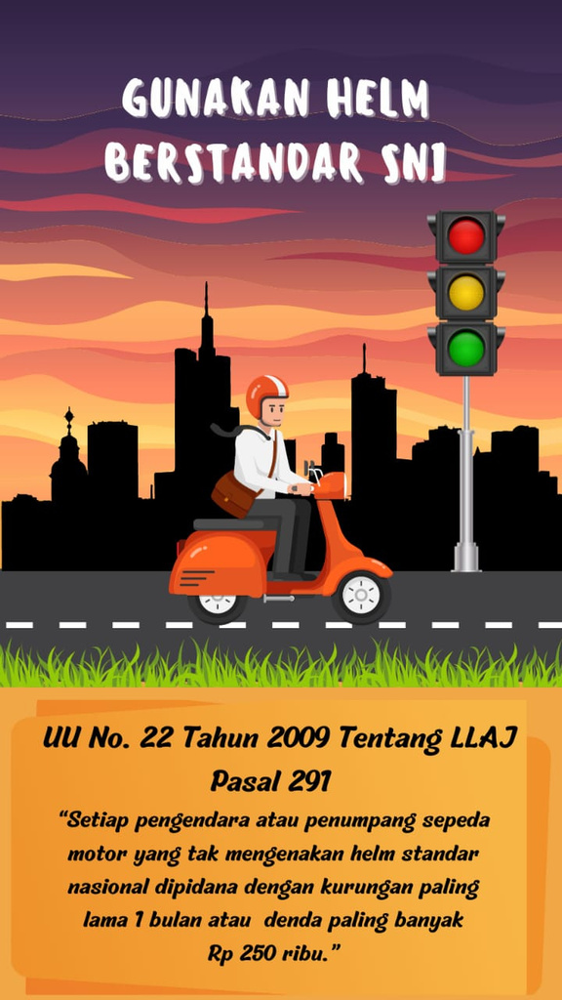 GUNAKAN HELM
BERSTANDAR SNI
UU No. 22 Tahun 2009 Tentang LLAJ
Pasal 291
“Setiap pengendara atau penumpang sepeda
motor yang tak mengenakan helm standar
nasional dipidana dengan kurungan paling
lama 1 bulan atau denda paling banyak
Rp 250 ribu.”